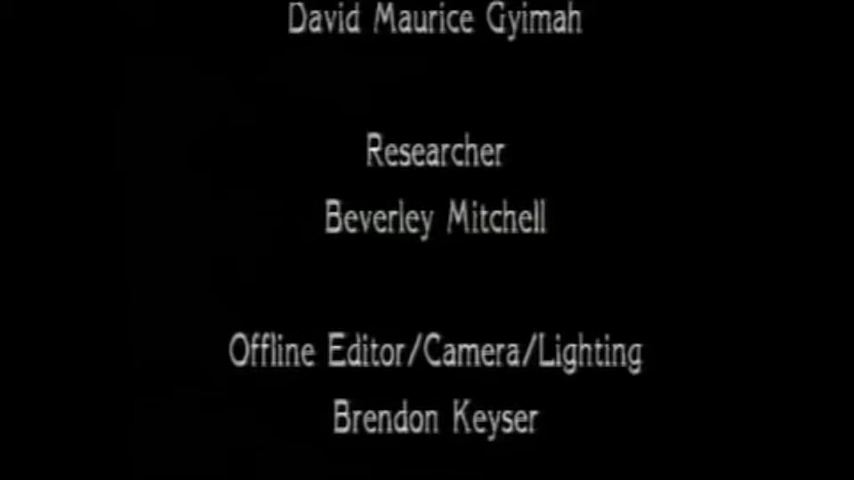 David Maurice Gyimah
Researcher
Beverley Mitchell
Offline Editor/Camera/Lighting
Brendon Keyser